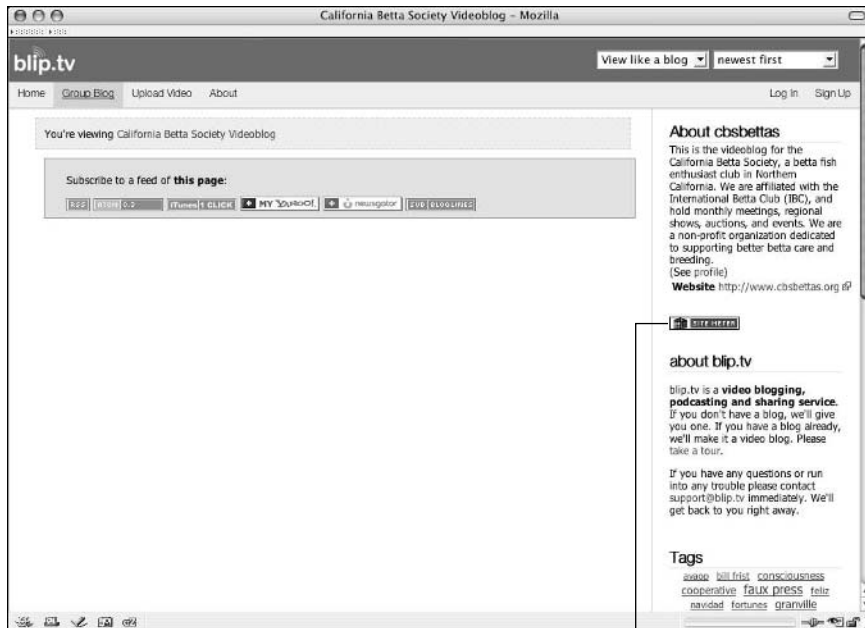 California Betta Society Videoblog – Mozilla
blip.tv
View like a blog
newest first
Home Group Blog Upload Video About
Log In Sign Up
You're viewing California Betta Society Videoblog
Subscribe to a feed of this page:
RSS ATOM 0.3 iTunes 1 CLICK MY YAHOO! newsgator SUB BLOGLINES
About cbsbettas
This is the videoblog for the
California Betta Society, a betta fish
enthusiast club in Northern
California. We are affiliated with the
International Betta Club (IBC), and
hold monthly meetings, regional
shows, auctions, and events. We are
a non-profit organization dedicated
to supporting better betta care and
breeding.
(See profile)
Website http://www.cbsbettas.org
SITE METER
about blip.tv
blip.tv is a video blogging,
podcasting and sharing service.
If you don't have a blog, we'll give
you one. If you have a blog already,
we'll make it a video blog. Please
take a tour.
If you have any questions or run
into any trouble please contact
support@blip.tv immediately. We'll
get back to you right away.
Tags
bill frist consciousness
cooperative faux press feliz
navidad fortunes granville